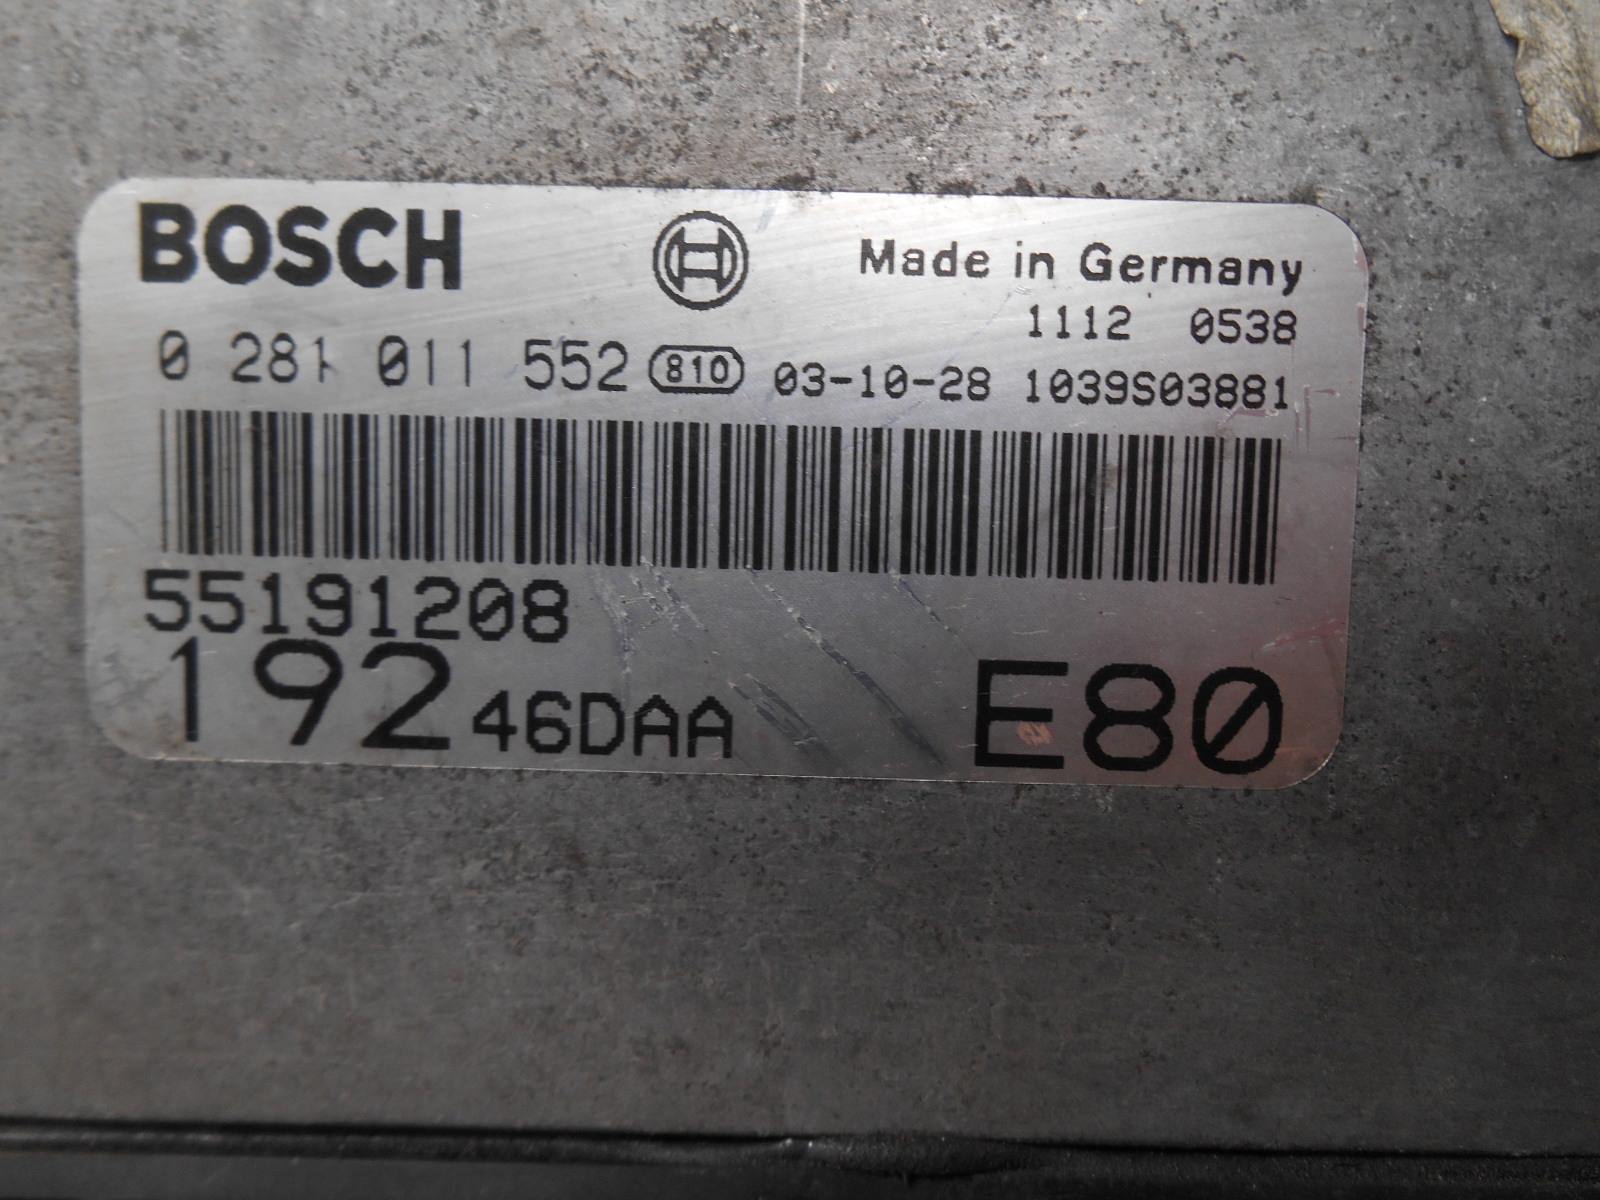 BOSCH Made in Germany
1112 0538
0 281 011 552 810 03-10-28 1039S03881
55191208
192 46DAA E80